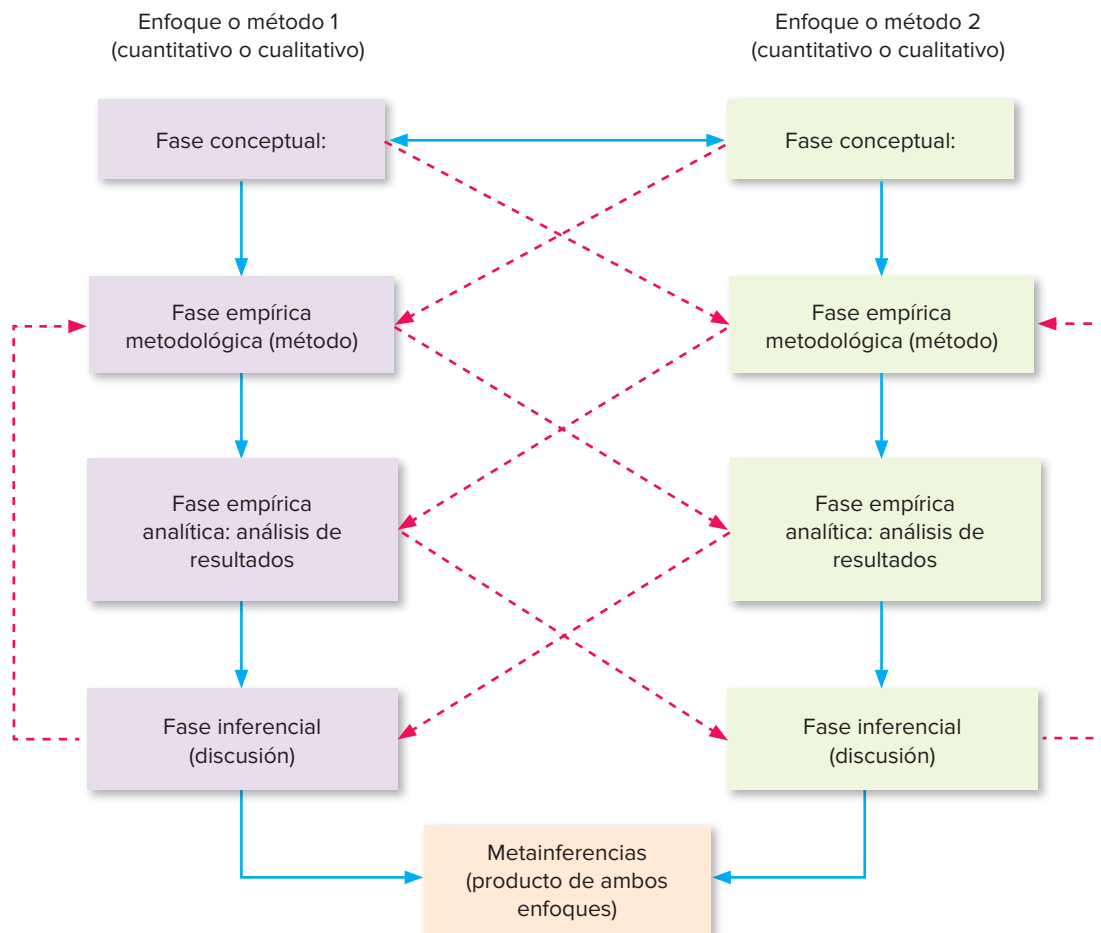 Enfoque o método 1
(cuantitativo o cualitativo)
Enfoque o método 2
(cuantitativo o cualitativo)
Fase conceptual:
Fase conceptual:
Fase empírica
metodológica (método)
Fase empírica
metodológica (método)
Fase empírica
analítica: análisis de
resultados
Fase empírica
analítica: análisis de
resultados
Fase inferencial
(discusión)
Fase inferencial
(discusión)
Metainferencias
(producto de ambos
enfoques)